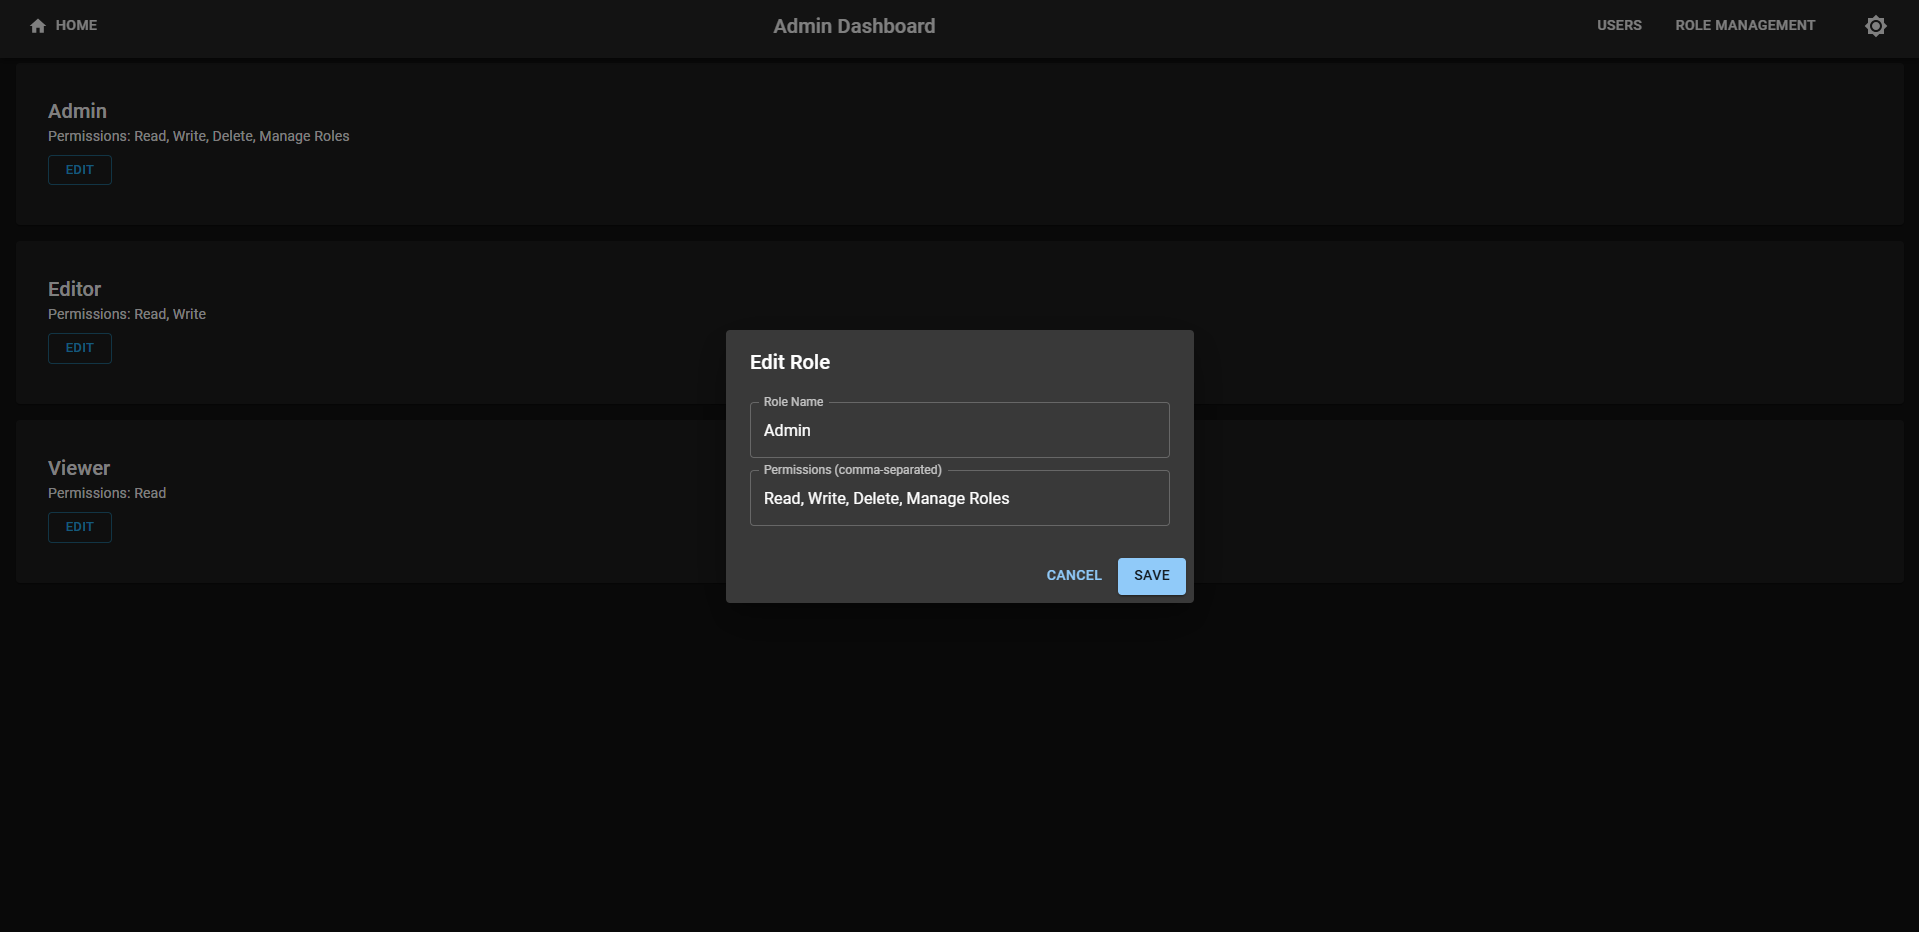 HOME
Admin Dashboard
USERS
ROLE MANAGEMENT
Admin
Permissions: Read, Write, Delete, Manage Roles
EDIT
Editor
Permissions: Read, Write
EDIT
Viewer
Permissions: Read
EDIT
Edit Role
Role Name
Admin
Permissions (comma-separated)
Read, Write, Delete, Manage Roles
CANCEL
SAVE